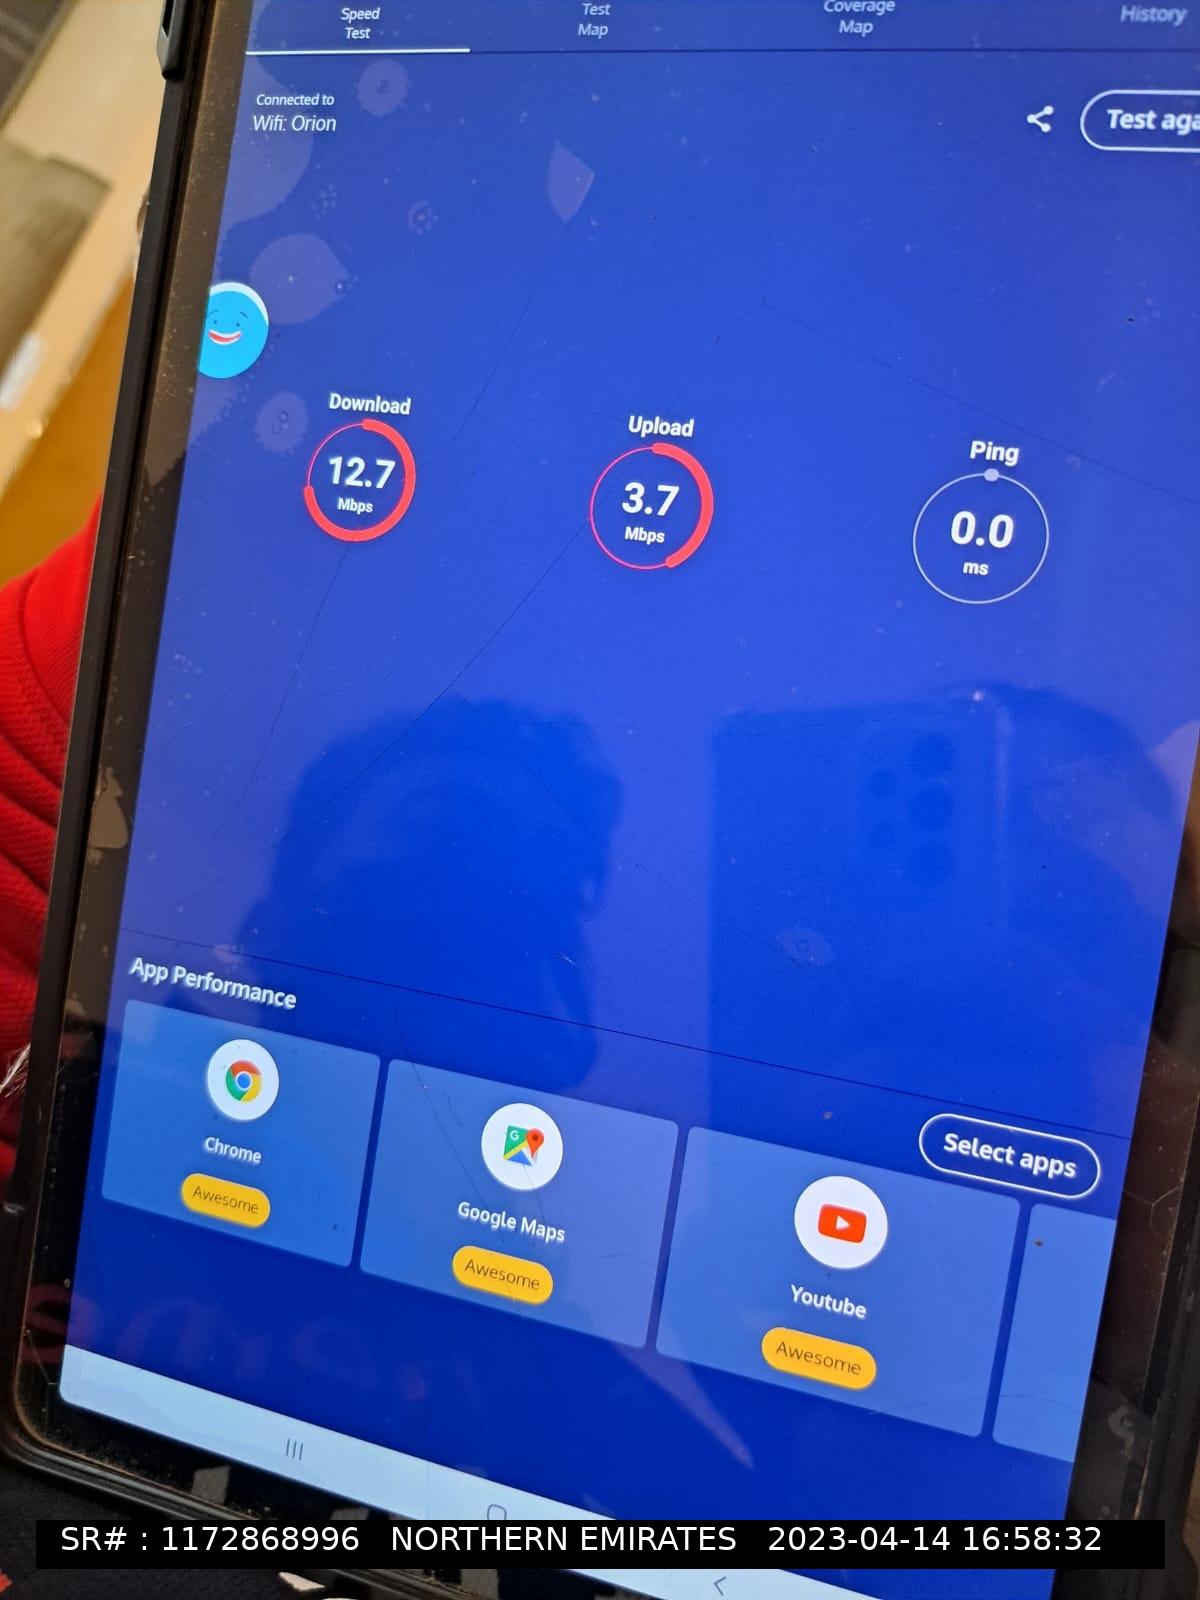 Speed
Test
Test
Map
Coverage
Map
History
Connected to
Wifi: Orion
Test aga
Download
12.7
Mbps
Upload
3.7
Mbps
Ping
0.0
ms
App Performance
Select apps
Chrome
Awesome
Google Maps
Awesome
Youtube
Awesome
SR# : 1172868996 NORTHERN EMIRATES 2023-04-14 16:58:32